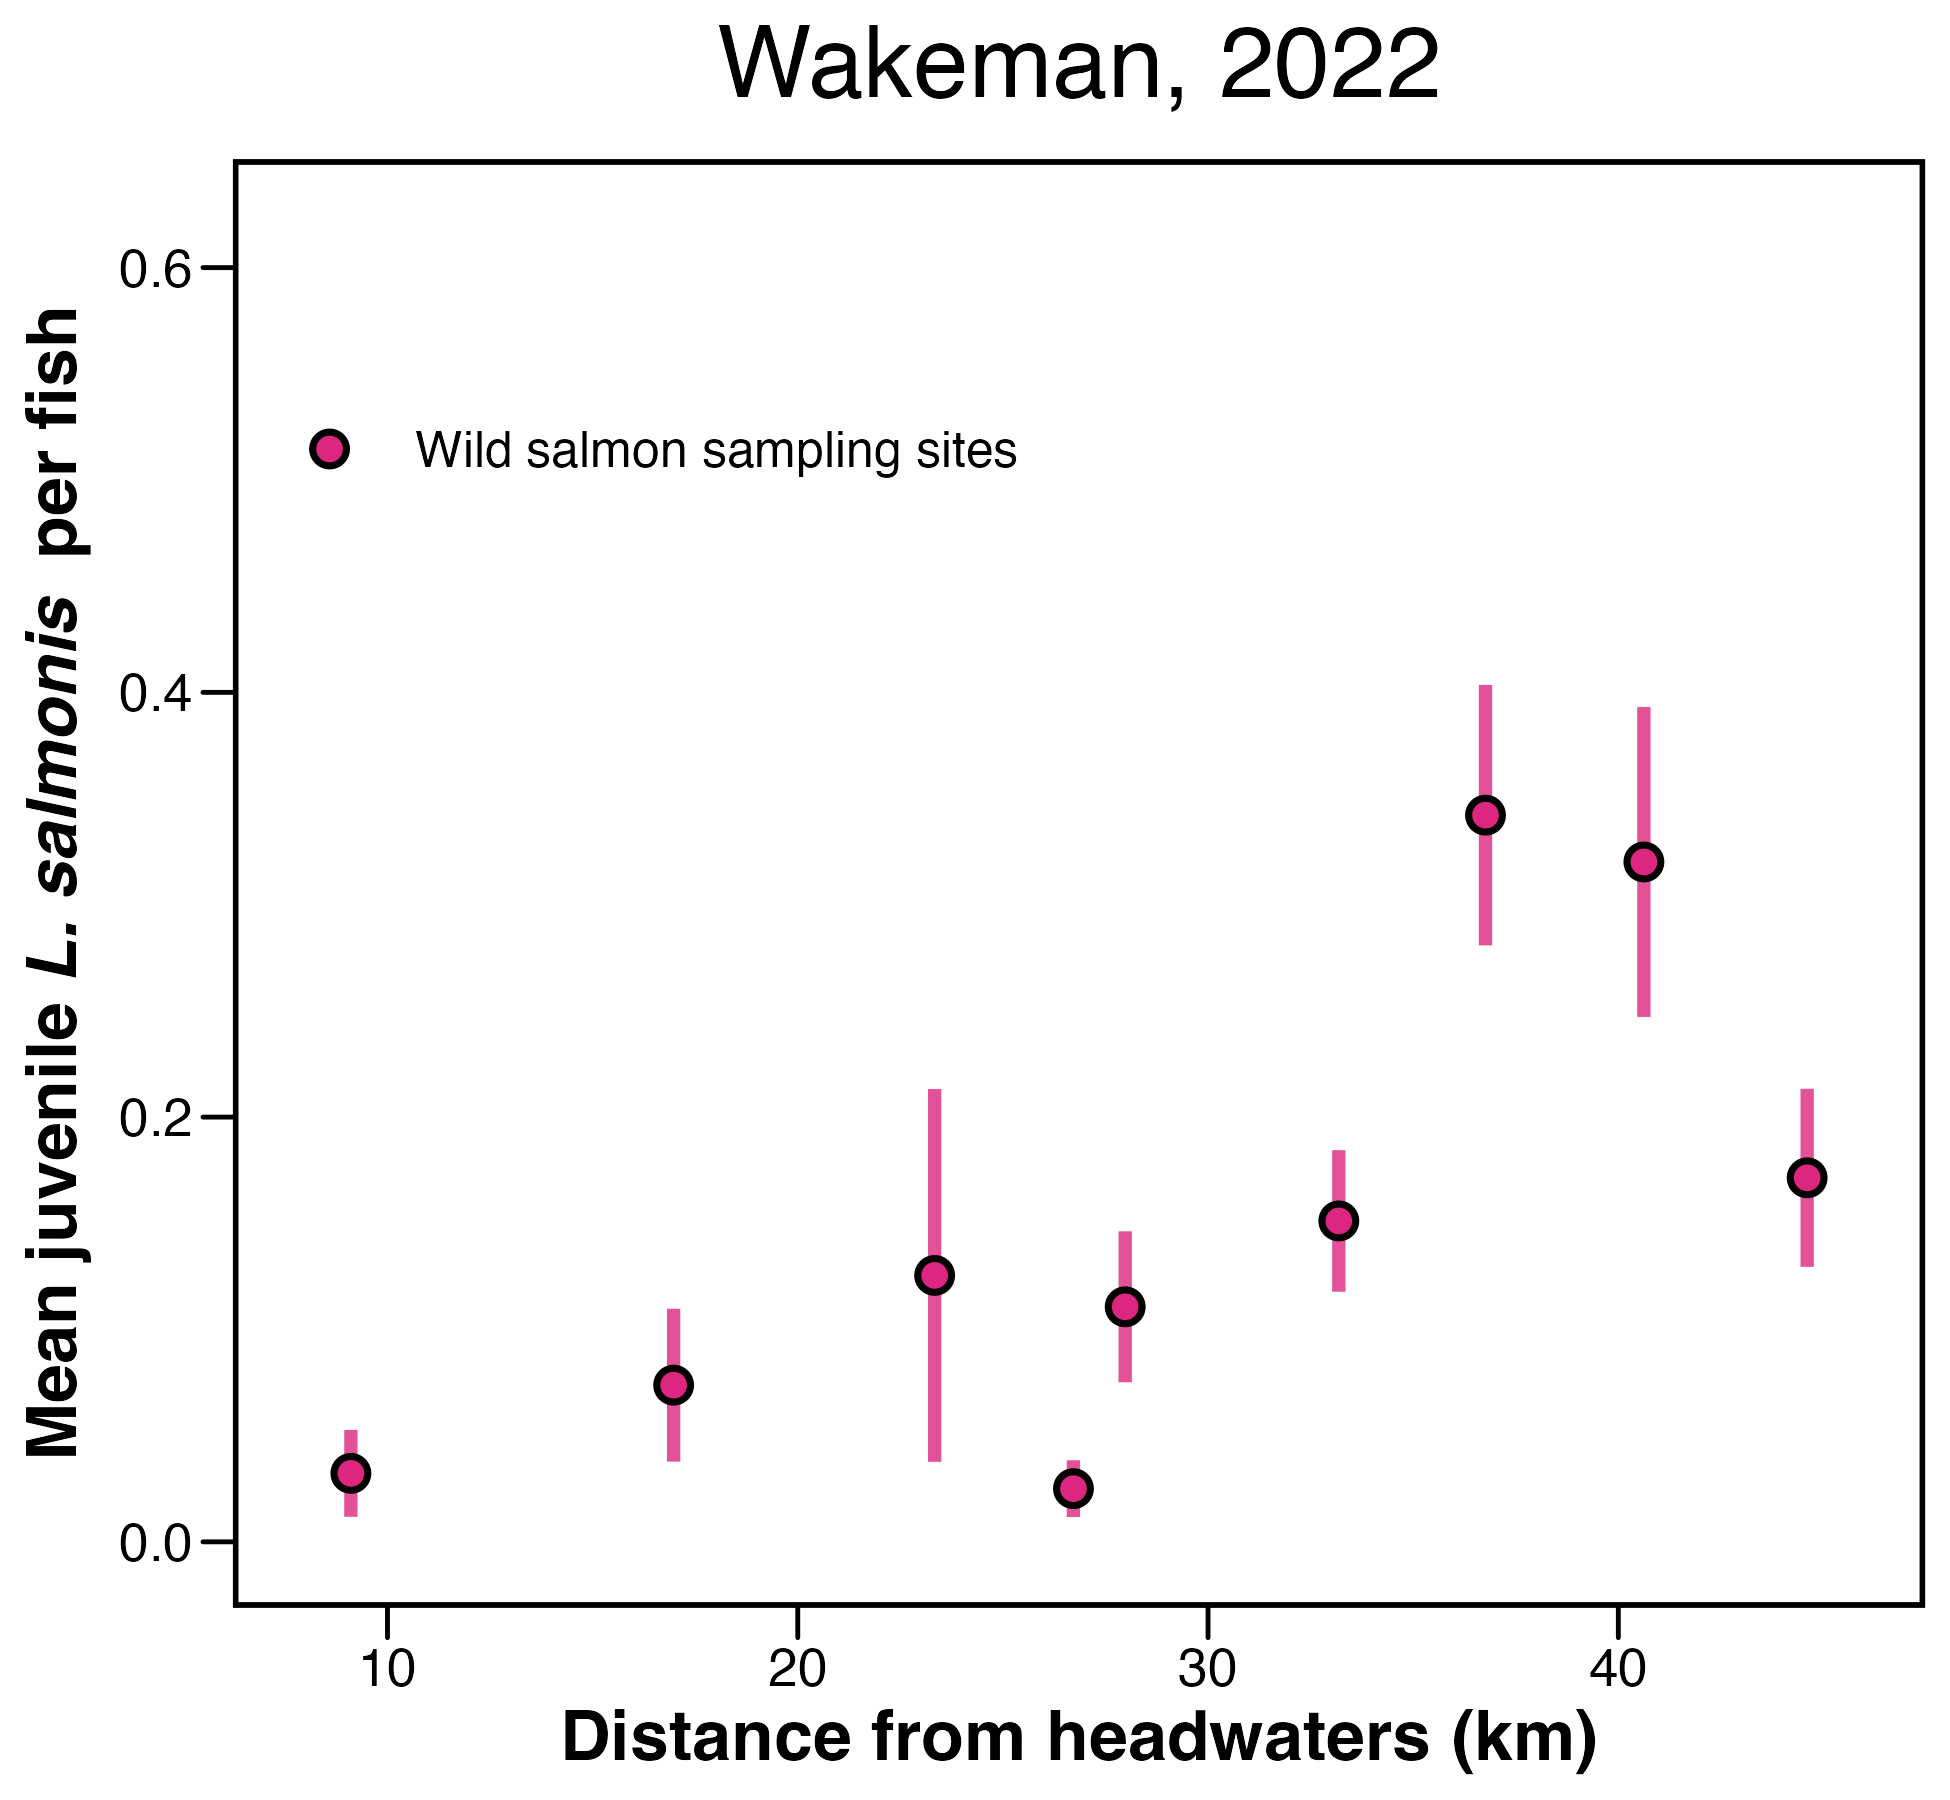 Wakeman, 2022
Mean juvenile L. salmonis per fish
0.6
0.4
0.2
0.0
Wild salmon sampling sites
10 20 30 40
Distance from headwaters (km)